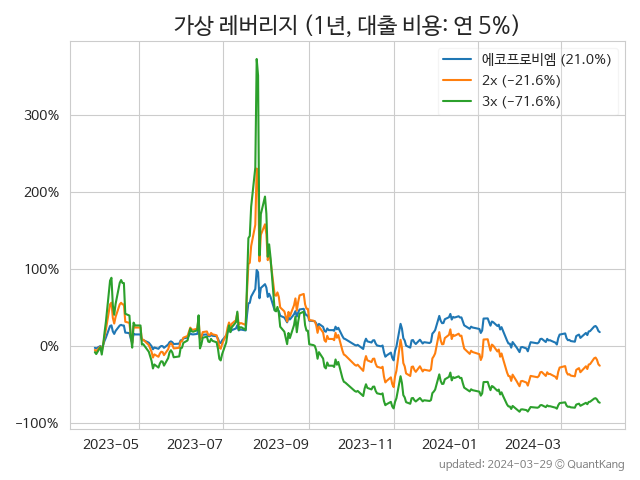 가상 레버리지 (1년, 대출 비용: 연 5%)
에코프로비엠 (21.0%)
2x (−21.6%)
3x (−71.6%)
300%
200%
100%
0%
−100%
2023−05 2023−07 2023−09 2023−11 2024−01 2024−03
updated: 2024−03−29 © QuantKang